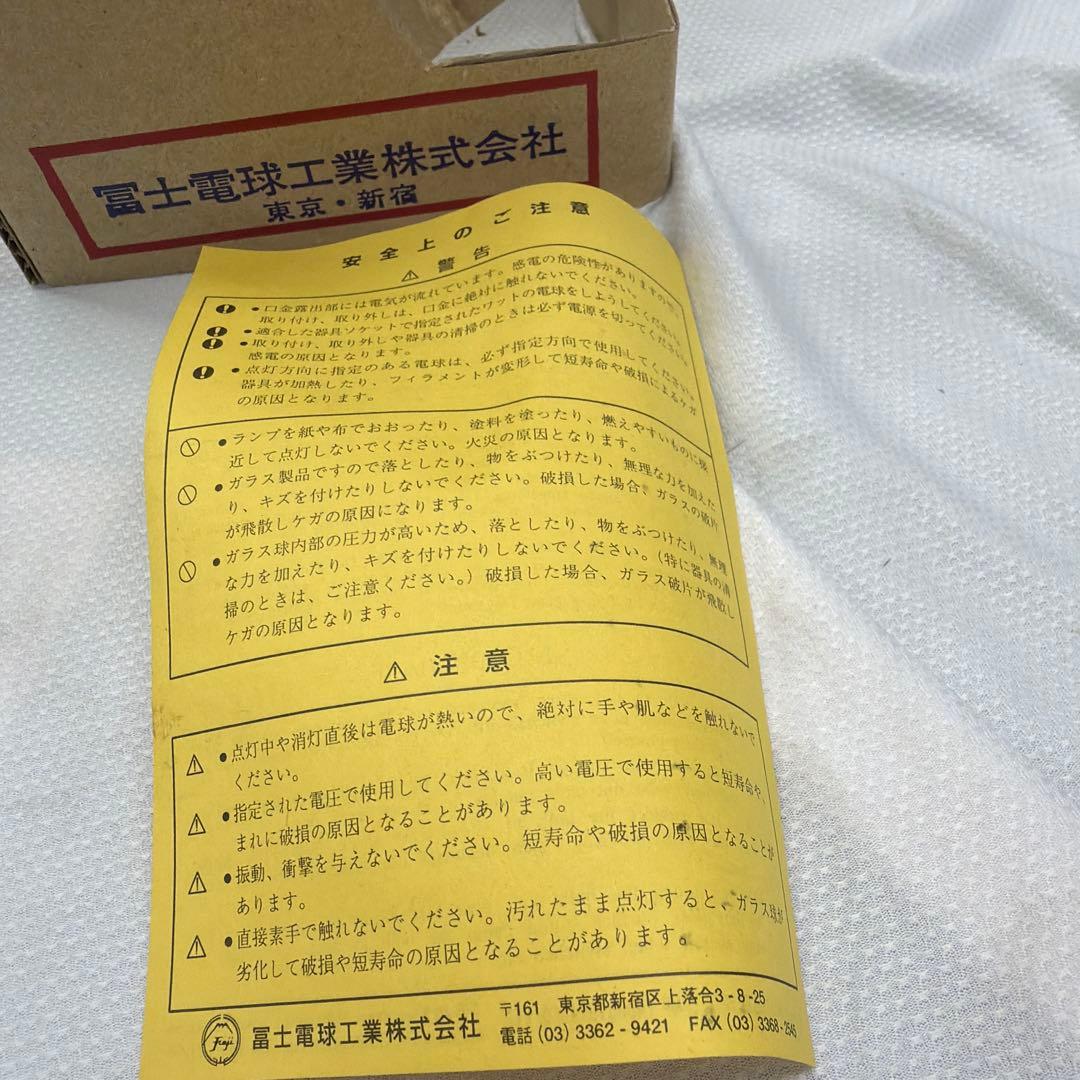 冨士電球工業株式会社
東京・新宿
安全上のご注意
⚠ 警告
●口金露出部には電気が流れています。感電の危険性がありますので、
取り付け、取り外しは、口金に絶対に触れないでください。
●適合した器具ソケットで指定されたワットの電球をしようしてください。
●取り付け、取り外しや器具の清掃のときは必ず電源を切ってください。
感電の原因となります。
●点灯方向に指定のある電球は、必ず指定方向で使用してください。
器具が加熱したり、フィラメントが変形して短寿命や破損によるケガ
の原因となります。
●ランプを紙や布でおおったり、塗料を塗ったり、燃えやすいものに接
近して点灯しないでください。火災の原因となります。
●ガラス製品ですので落としたり、物をぶつけたり、無理な力を加えた
り、キズを付けたりしないでください。破損した場合、ガラスの破片
が飛散しケガの原因になります。
●ガラス球内部の圧力が高いため、落としたり、物をぶつけたり、無理
な力を加えたり、キズを付けたりしないでください。（特に器具の清
掃のときは、ご注意ください。）破損した場合、ガラス破片が飛散し
ケガの原因となります。
⚠ 注意
●点灯中や消灯直後は電球が熱いので、絶対に手や肌などを触れないで
ください。
●指定された電圧で使用してください。高い電圧で使用すると短寿命や、
まれに破損の原因となることがあります。
●振動、衝撃を与えないでください。短寿命や破損の原因となることが
あります。
●直接素手で触れないでください。汚れたまま点灯すると、ガラス球が
劣化して破損や短寿命の原因となることがあります。
Fuji
冨士電球工業株式会社
〒161 東京都新宿区上落合3-8-25
電話 (03) 3362-9421 FAX (03) 3368-2545